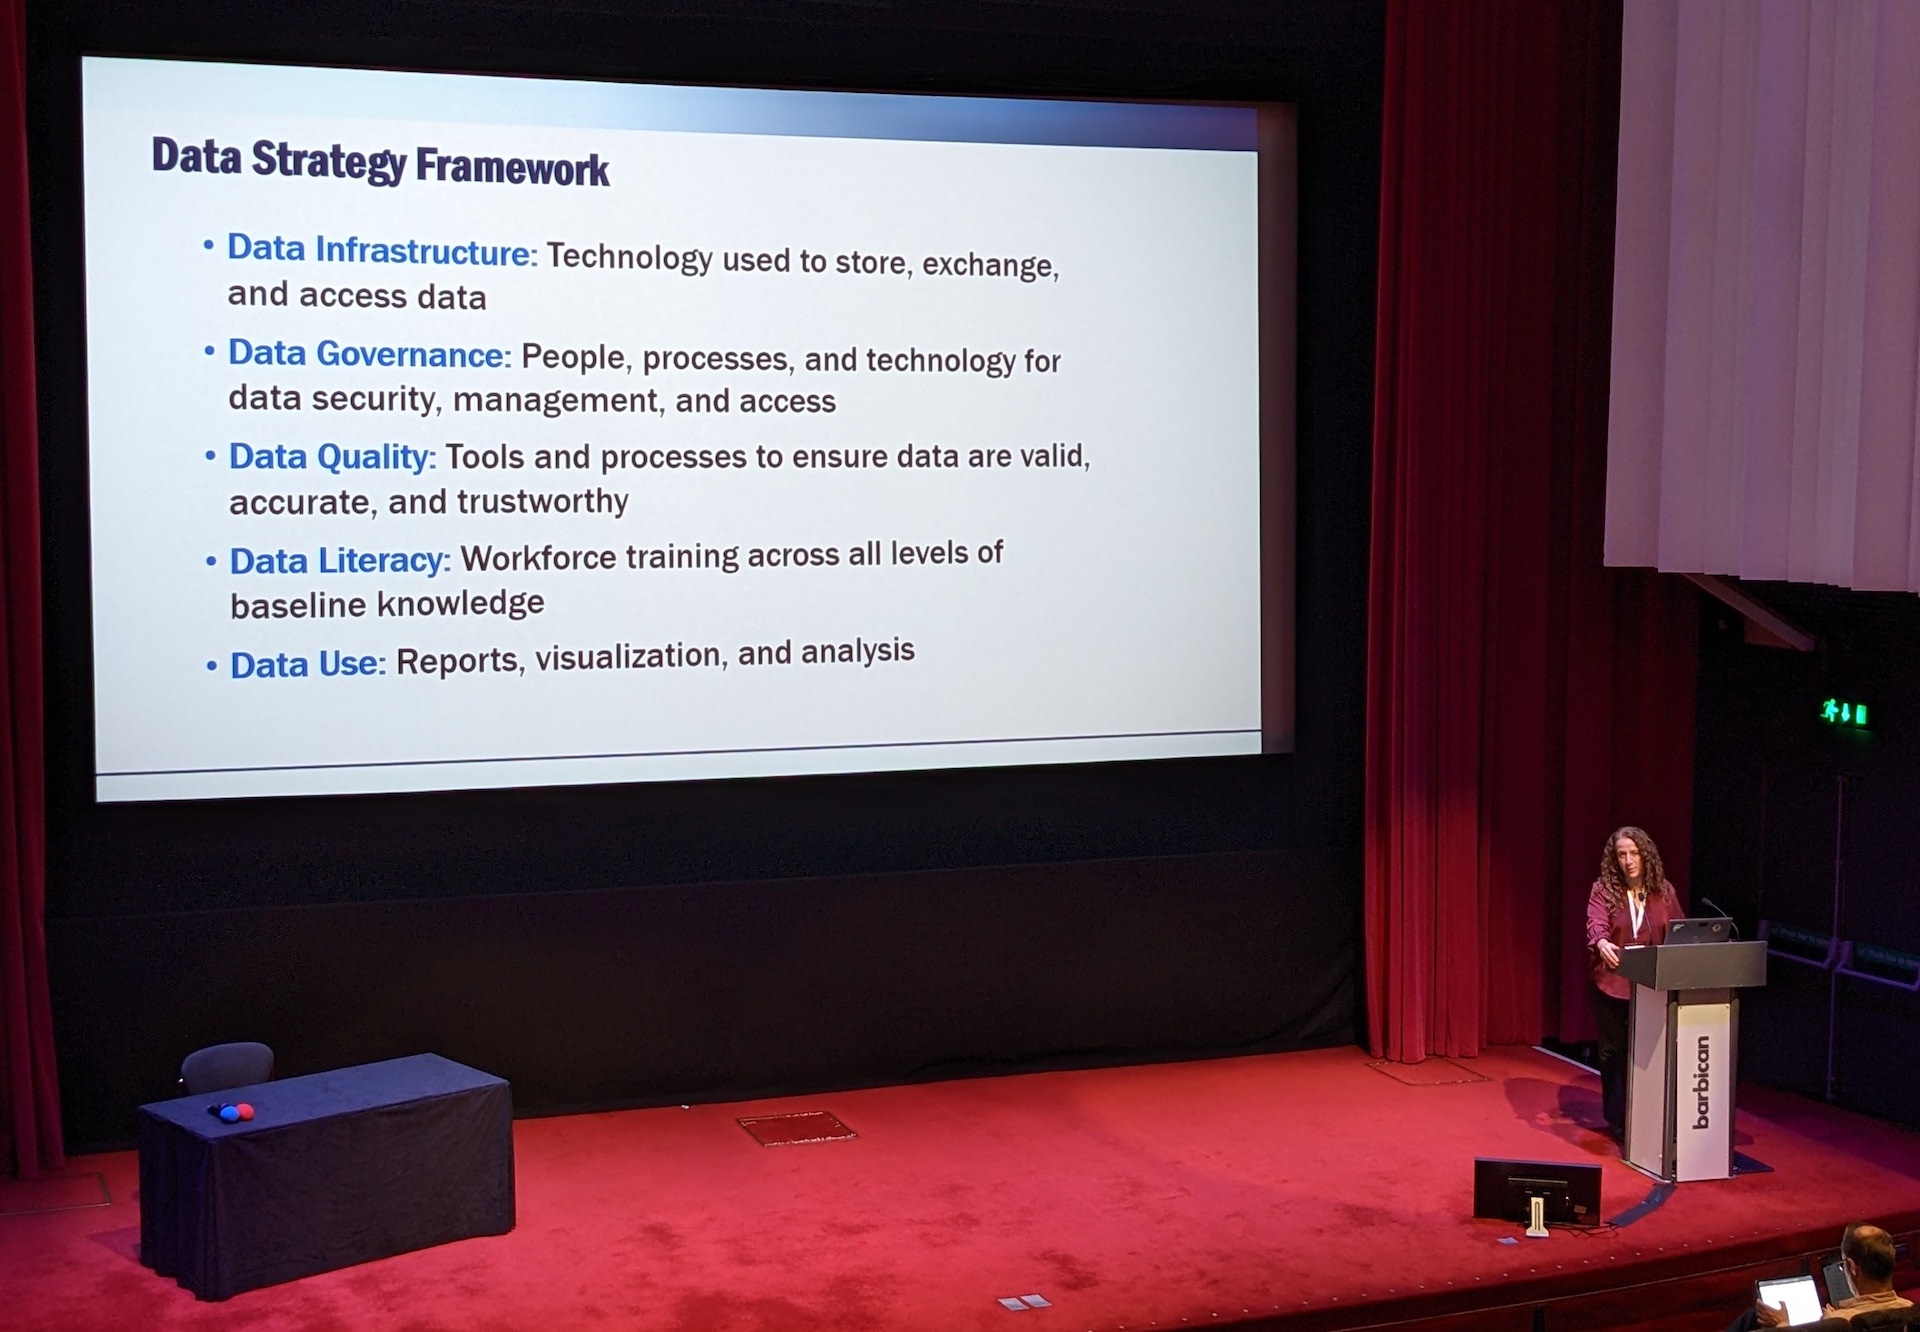 Data Strategy Framework
• Data Infrastructure: Technology used to store, exchange,
and access data
• Data Governance: People, processes, and technology for
data security, management, and access
• Data Quality: Tools and processes to ensure data are valid,
accurate, and trustworthy
• Data Literacy: Workforce training across all levels of
baseline knowledge
• Data Use: Reports, visualization, and analysis
barbican